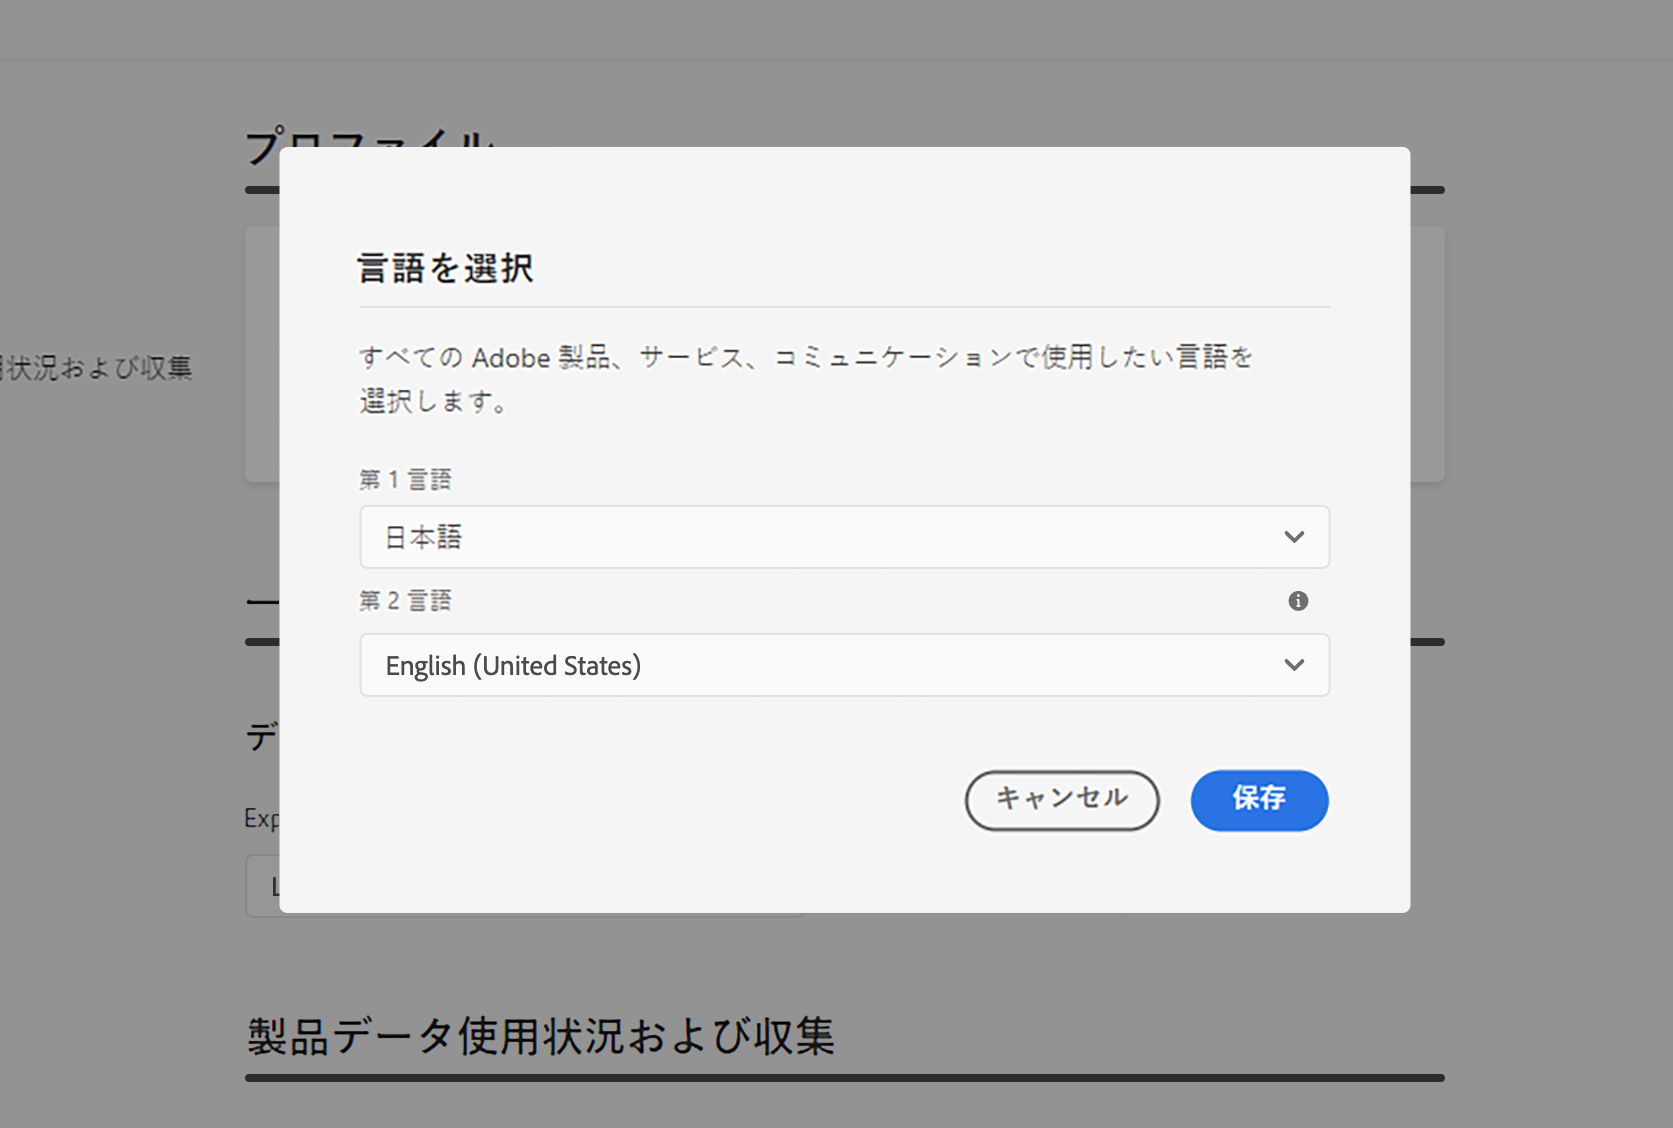 プロファイル
言語を選択
すべての Adobe 製品、サービス、コミュニケーションで使用したい言語を
選択します。
状況および収集
第 1 言語
日本語
第 2 言語
English (United States)
キャンセル
保存
製品データ使用状況および収集